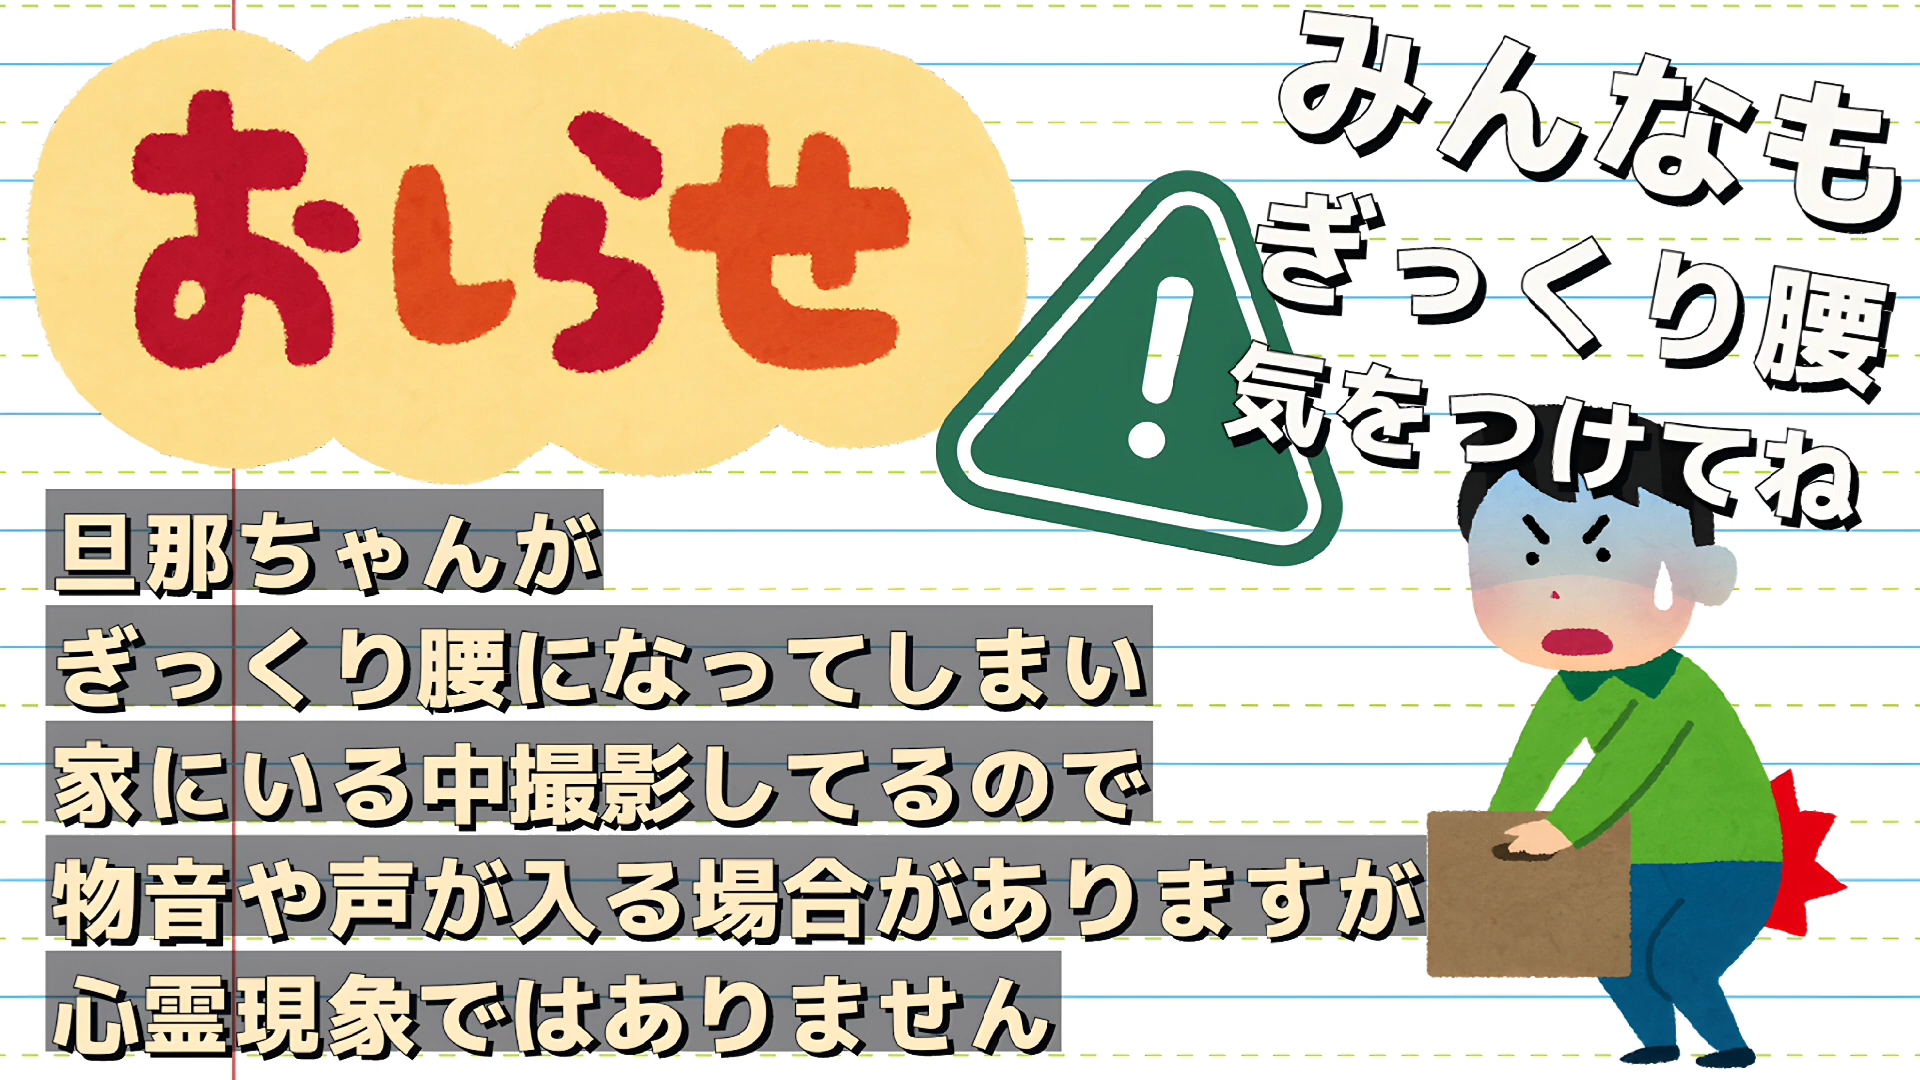 おしらせ
みんなも
ぎっくり腰
気をつけてね
旦那ちゃんが
ぎっくり腰になってしまい
家にいる中撮影してるので
物音や声が入る場合がありますが
心霊現象ではありません